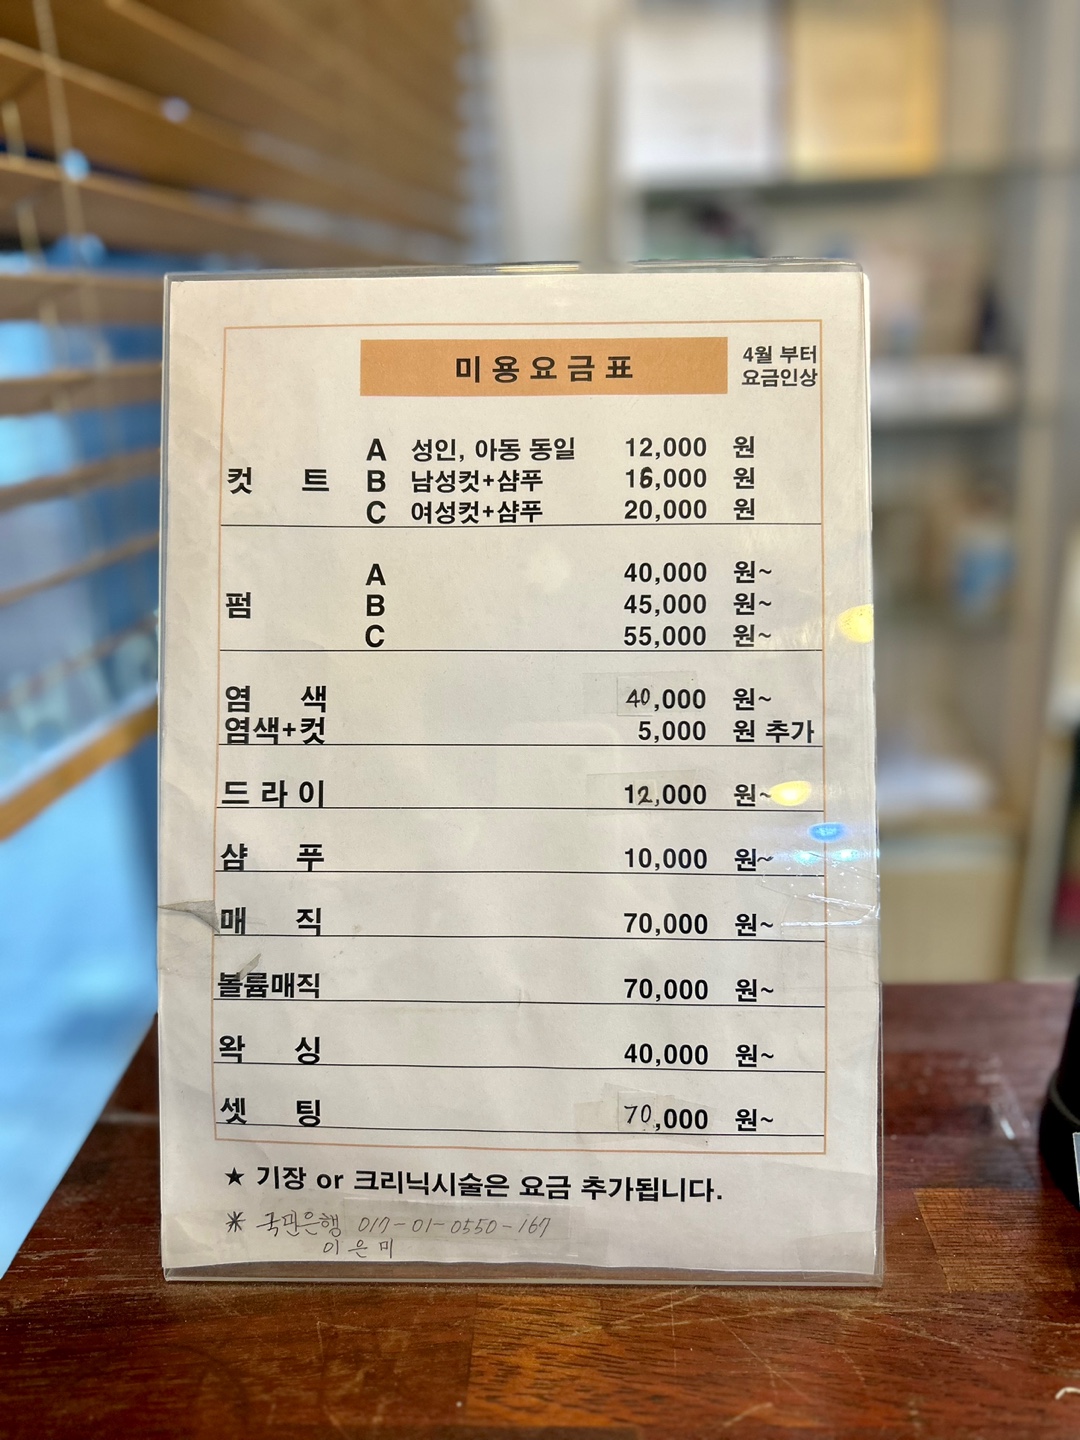 미용요금표
4월 부터
요금인상
컷 트
A 성인, 아동 동일 12,000 원
B 남성컷+샴푸 16,000 원
C 여성컷+샴푸 20,000 원
펌
A 40,000 원~
B 45,000 원~
C 55,000 원~
염 색 40,000 원~
염색+컷 5,000 원 추가
드라이 12,000 원~
샴 푸 10,000 원~
매 직 70,000 원~
볼륨매직 70,000 원~
왁 싱 40,000 원~
셋 팅 70,000 원~
★ 기장 or 크리닉시술은 요금 추가됩니다.
※ 국민은행 017-01-0550-167
이은미